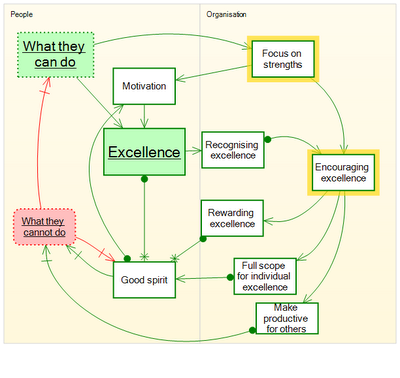 People
Organisation
What they
can do
Focus on
strengths
Motivation
Excellence
Recognising
excellence
Encouraging
excellence
Rewarding
excellence
What they
cannot do
Good spirit
Full scope
for individual
excellence
Make
productive
for others